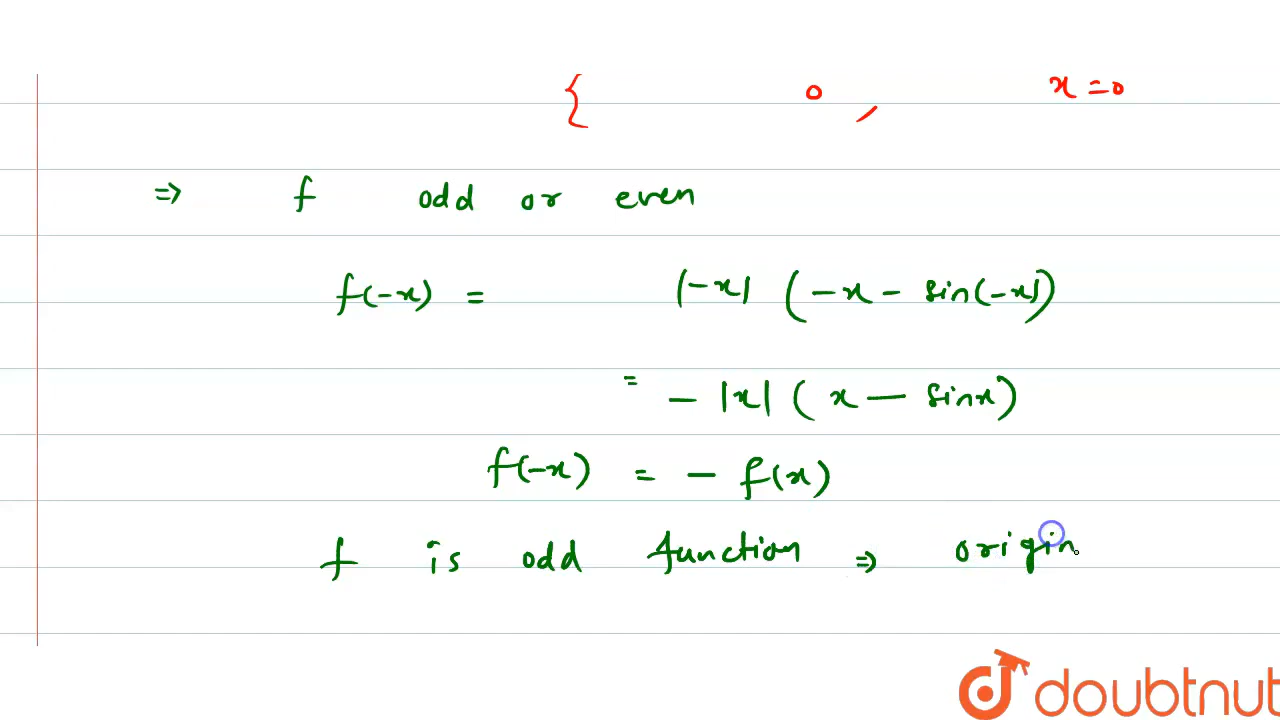 { 0 , x = 0
⇒ f odd or even
f(-x) = |-x| (-x - sin(-x))
= - |x| ( x - sinx)
f(-x) = - f(x)
f is odd function ⇒ origin
doubtnut